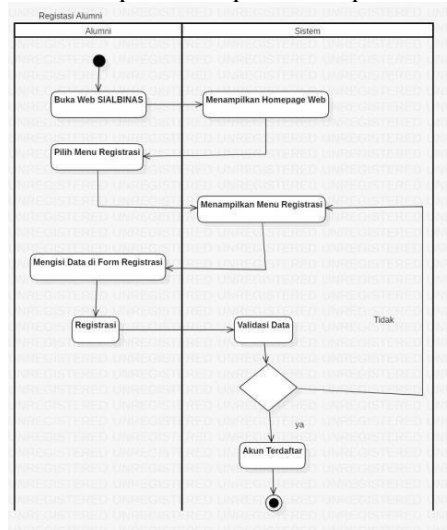 Registasi Alumni
Alumni
Sistem
Buka Web SIALBINAS
Menampilkan Homepage Web
Pilih Menu Registrasi
Menampilkan Menu Registrasi
Mengisi Data di Form Registrasi
Registrasi
Validasi Data
Tidak
ya
Akun Terdaftar